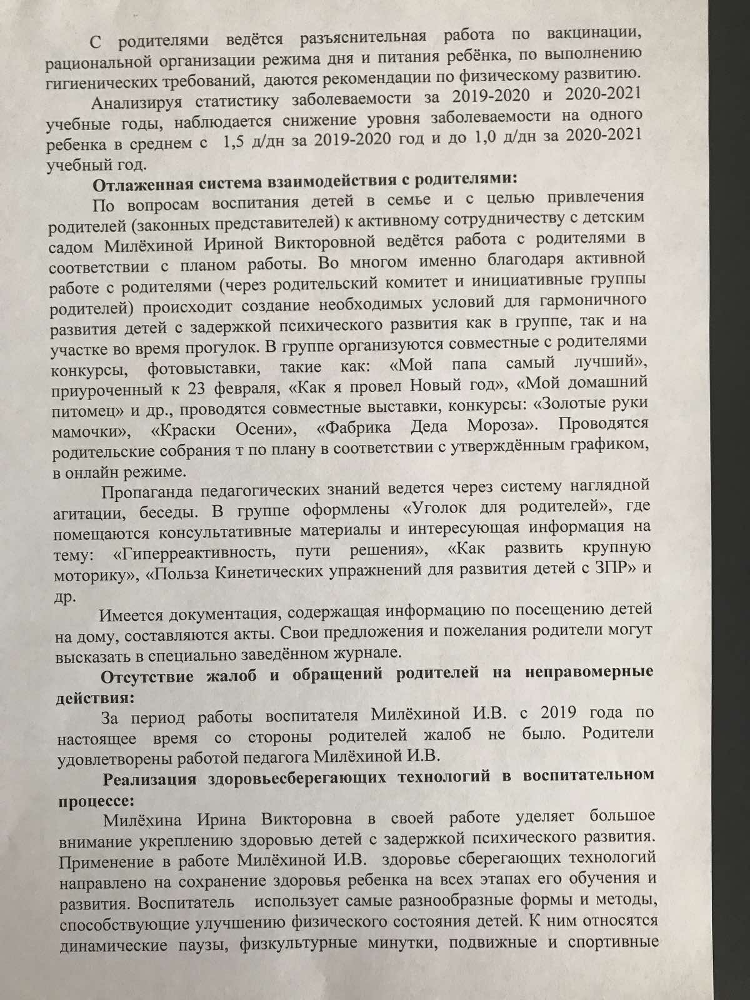 С родителями ведётся разъяснительная работа по вакцинации,
рациональной организации режима дня и питания ребёнка, по выполнению
гигиенических требований, даются рекомендации по физическому развитию.
Анализируя статистику заболеваемости за 2019-2020 и 2020-2021
учебные годы, наблюдается снижение уровня заболеваемости на одного
ребенка в среднем с 1,5 д/дн за 2019-2020 год и до 1,0 д/дн за 2020-2021
учебный год.
Отлаженная система взаимодействия с родителями:
По вопросам воспитания детей в семье и с целью привлечения
родителей (законных представителей) к активному сотрудничеству с детским
садом Милёхиной Ириной Викторовной ведётся работа с родителями в
соответствии с планом работы. Во многом именно благодаря активной
работе с родителями (через родительский комитет и инициативные группы
родителей) происходит создание необходимых условий для гармоничного
развития детей с задержкой психического развития как в группе, так и на
участке во время прогулок. В группе организуются совместные с родителями
конкурсы, фотовыставки, такие как: «Мой папа самый лучший»,
приуроченный к 23 февраля, «Как я провел Новый год», «Мой домашний
питомец» и др., проводятся совместные выставки, конкурсы: «Золотые руки
мамочки», «Краски Осени», «Фабрика Деда Мороза». Проводятся
родительские собрания т по плану в соответствии с утверждённым графиком,
в онлайн режиме.
Пропаганда педагогических знаний ведется через систему наглядной
агитации, беседы. В группе оформлены «Уголок для родителей», где
помещаются консультативные материалы и интересующая информация на
тему: «Гиперреактивность, пути решения», «Как развить крупную
моторику», «Польза Кинетических упражнений для развития детей с ЗПР» и
др.
Имеется документация, содержащая информацию по посещению детей
на дому, составляются акты. Свои предложения и пожелания родители могут
высказать в специально заведённом журнале.
Отсутствие жалоб и обращений родителей на неправомерные
действия:
За период работы воспитателя Милёхиной И.В. с 2019 года по
настоящее время со стороны родителей жалоб не было. Родители
удовлетворены работой педагога Милёхиной И.В.
Реализация здоровьесберегающих технологий в воспитательном
процессе:
Милёхина Ирина Викторовна в своей работе уделяет большое
внимание укреплению здоровью детей с задержкой психического развития.
Применение в работе Милёхиной И.В. здоровье сберегающих технологий
направлено на сохранение здоровья ребенка на всех этапах его обучения и
развития. Воспитатель использует самые разнообразные формы и методы,
способствующие улучшению физического состояния детей. К ним относятся
динамические паузы, физкультурные минутки, подвижные и спортивные